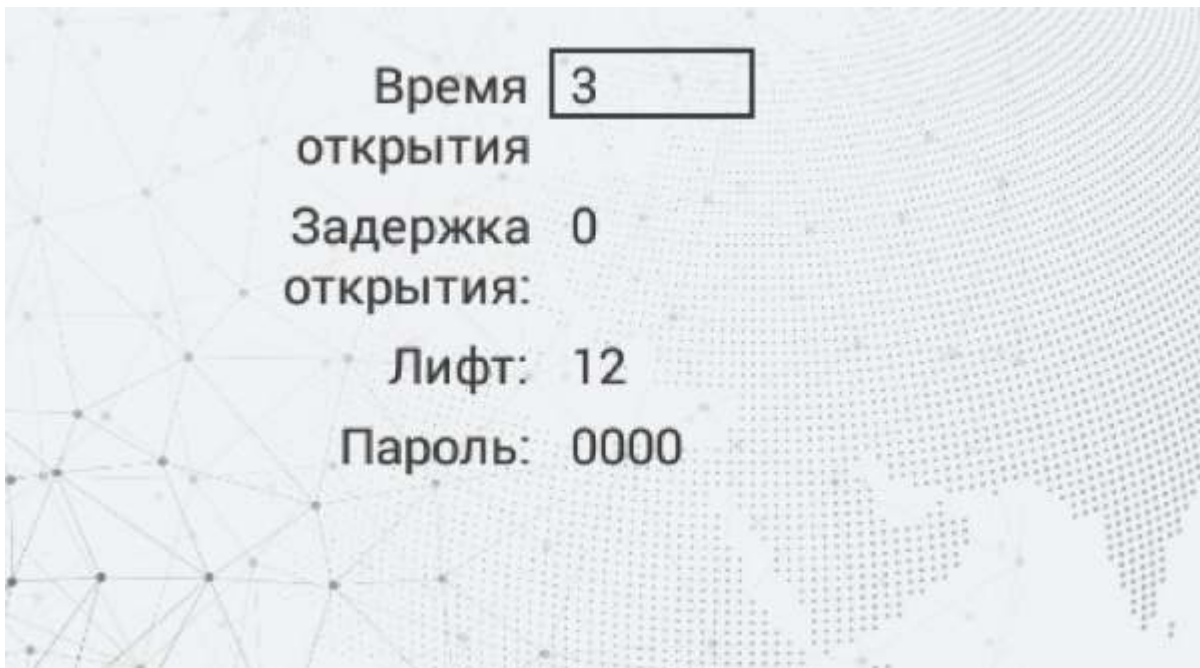 Время 3
открытия
Задержка 0
открытия:
Лифт: 12
Пароль: 0000